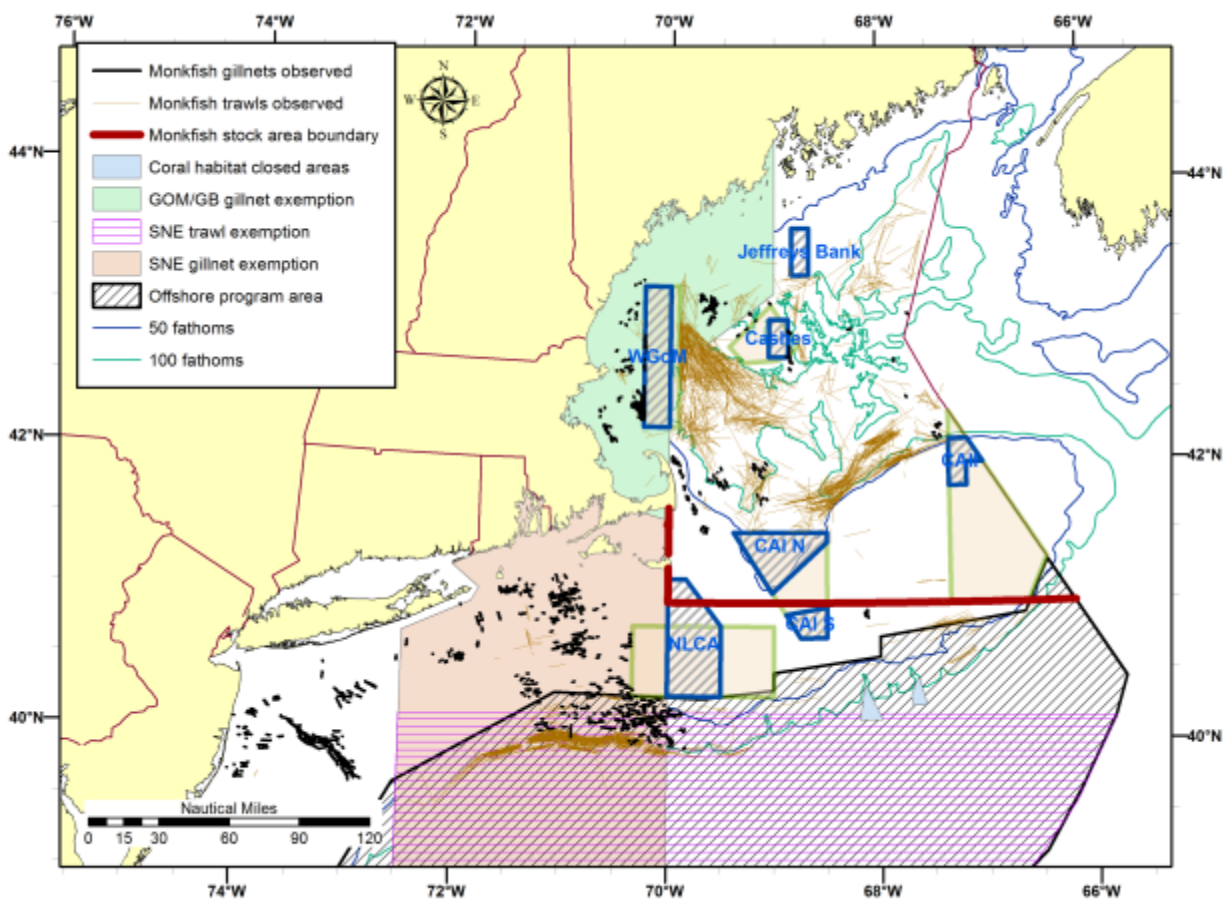 76°W 74°W 72°W 70°W 68°W 66°W
Monkfish gillnets observed
Monkfish trawls observed
Monkfish stock area boundary
Coral habitat closed areas
GOM/GB gillnet exemption
SNE trawl exemption
SNE gillnet exemption
Offshore program area
50 fathoms
100 fathoms
N
W E
S
44°N 44°N
Jeffreys Bank
Cashes
WGoM
42°N 42°N
CAII
CAI N
CAI S
NLCA
40°N 40°N
Nautical Miles
0 15 30 60 90 120
74°W 72°W 70°W 68°W 66°W